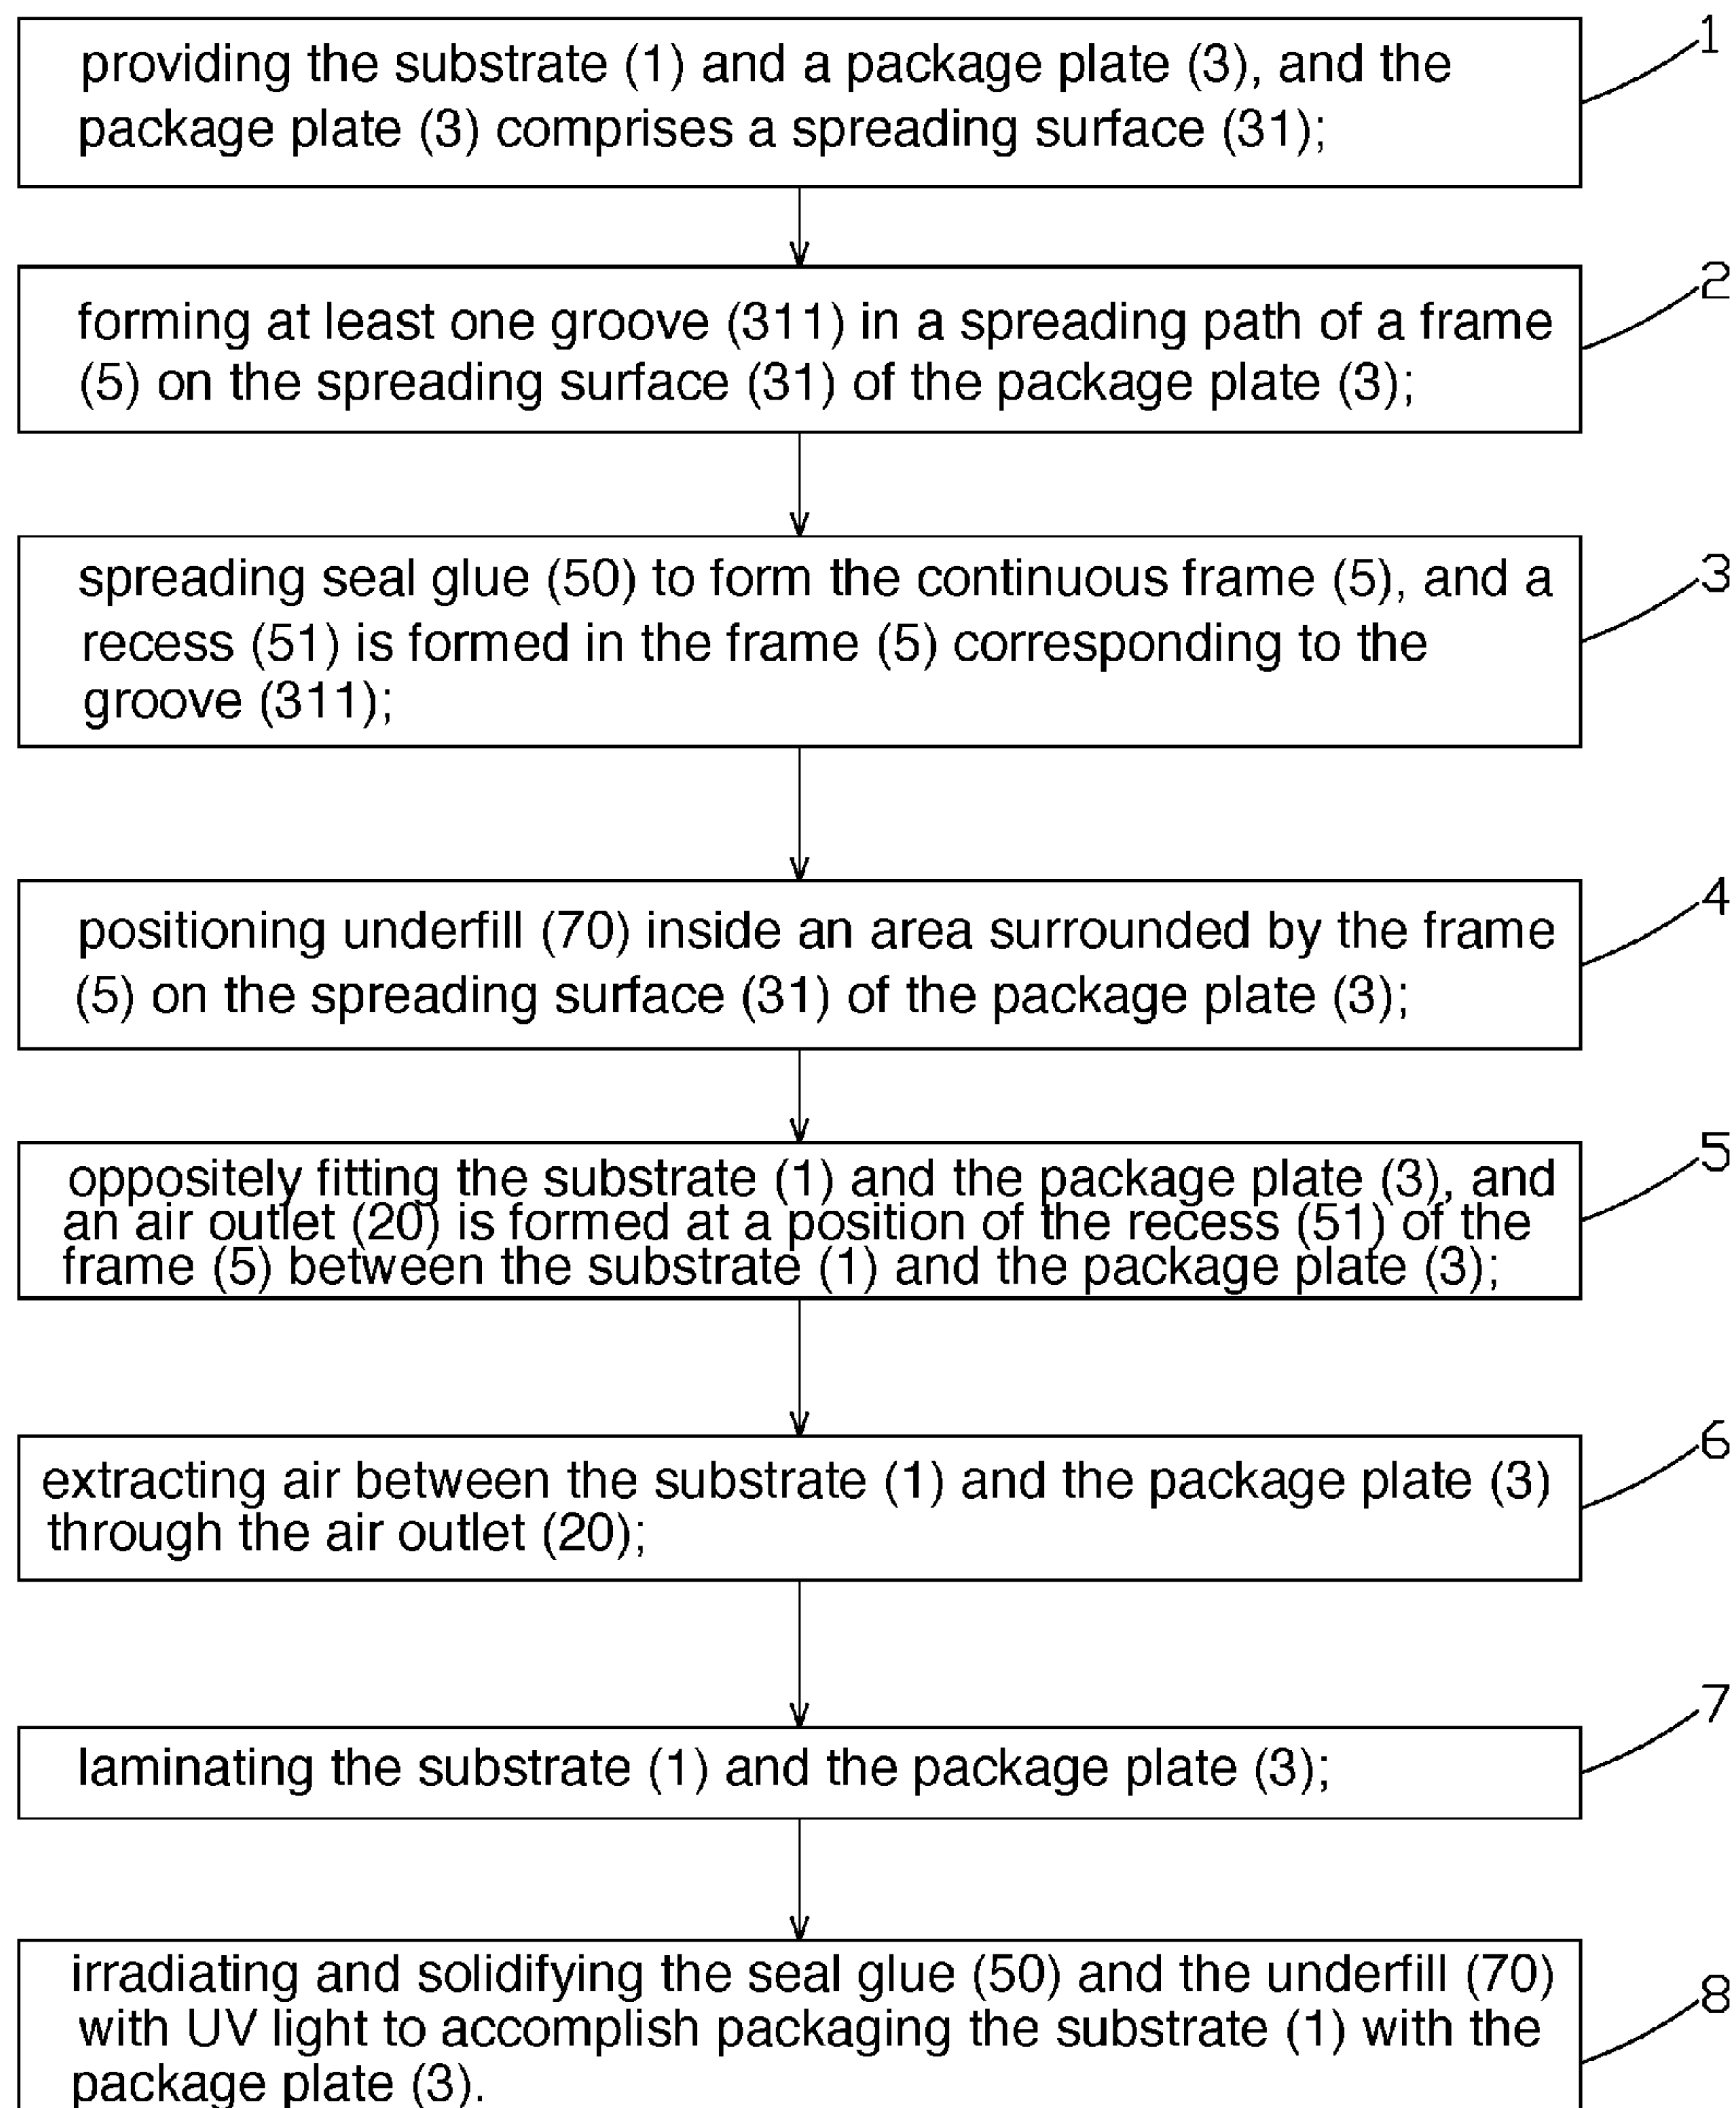 providing the substrate (1) and a package plate (3), and the
package plate (3) comprises a spreading surface (31);
1
forming at least one groove (311) in a spreading path of a frame
(5) on the spreading surface (31) of the package plate (3);
2
spreading seal glue (50) to form the continuous frame (5), and a
recess (51) is formed in the frame (5) corresponding to the
groove (311);
3
positioning underfill (70) inside an area surrounded by the frame
(5) on the spreading surface (31) of the package plate (3);
4
oppositely fitting the substrate (1) and the package plate (3), and
an air outlet (20) is formed at a position of the recess (51) of the
frame (5) between the substrate (1) and the package plate (3);
5
extracting air between the substrate (1) and the package plate (3)
through the air outlet (20);
6
laminating the substrate (1) and the package plate (3);
7
irradiating and solidifying the seal glue (50) and the underfill (70)
with UV light to accomplish packaging the substrate (1) with the
package plate (3).
8